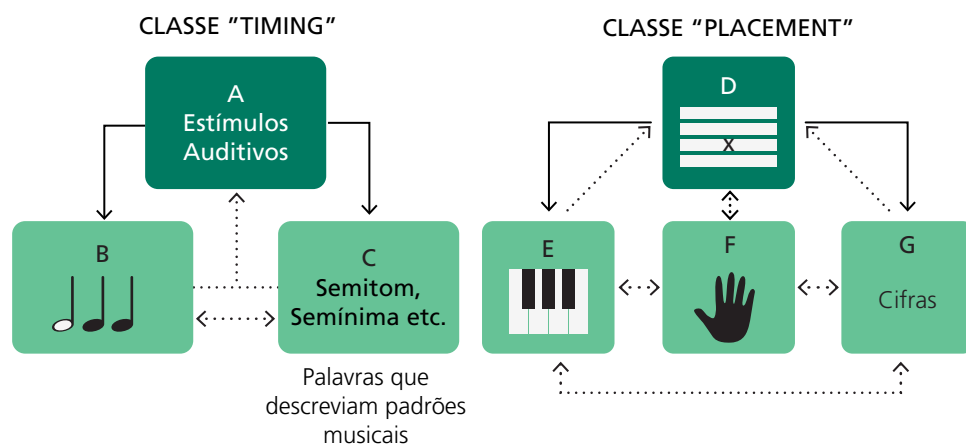 CLASSE "TIMING"
A
Estímulos
Auditivos
B
C
Semitom,
Semínima etc.
Palavras que
descreviam padrões
musicais
CLASSE "PLACEMENT"
D
x
E
F
G
Cifras